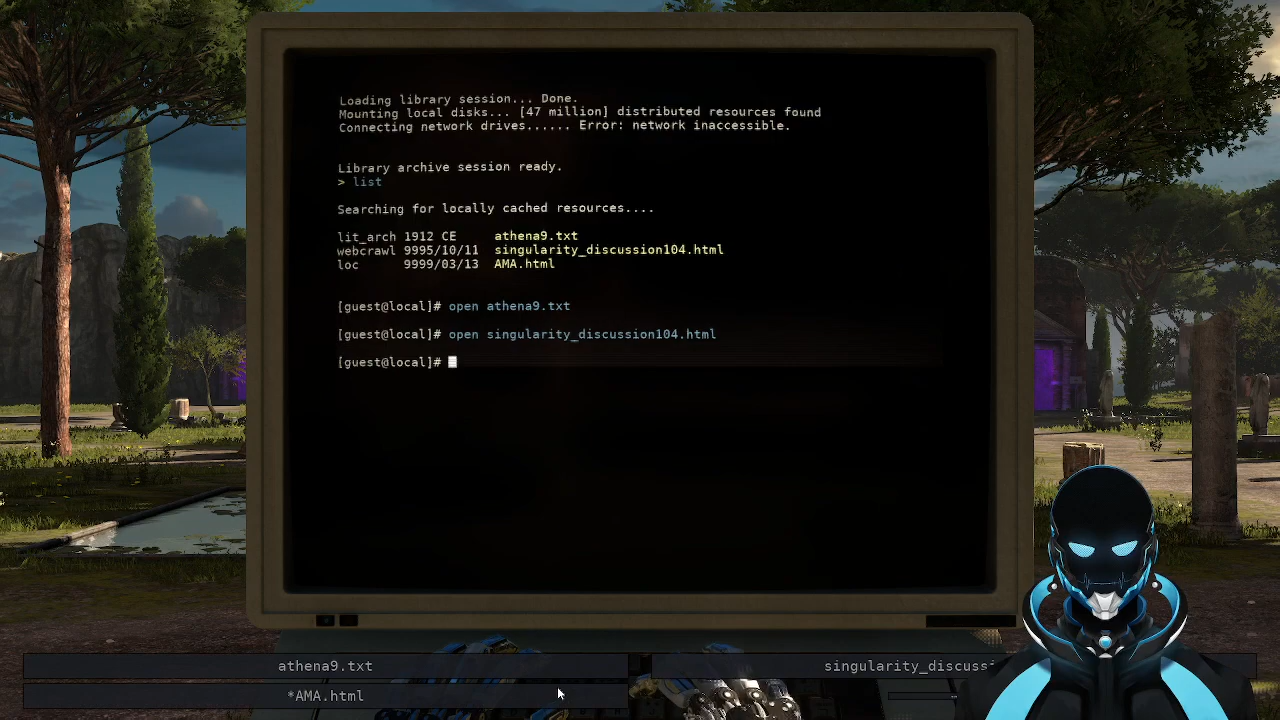 Loading library session... Done.
Mounting local disks... [47 million] distributed resources found
Connecting network drives...... Error: network inaccessible.
Library archive session ready.
> list
Searching for locally cached resources....
lit_arch 1912 CE athena9.txt
webcrawl 9995/10/11 singularity_discussion104.html
loc 9999/03/13 AMA.html
[guest@local]# open athena9.txt
[guest@local]# open singularity_discussion104.html
[guest@local]#
athena9.txt singularity_discussi
*AMA.html